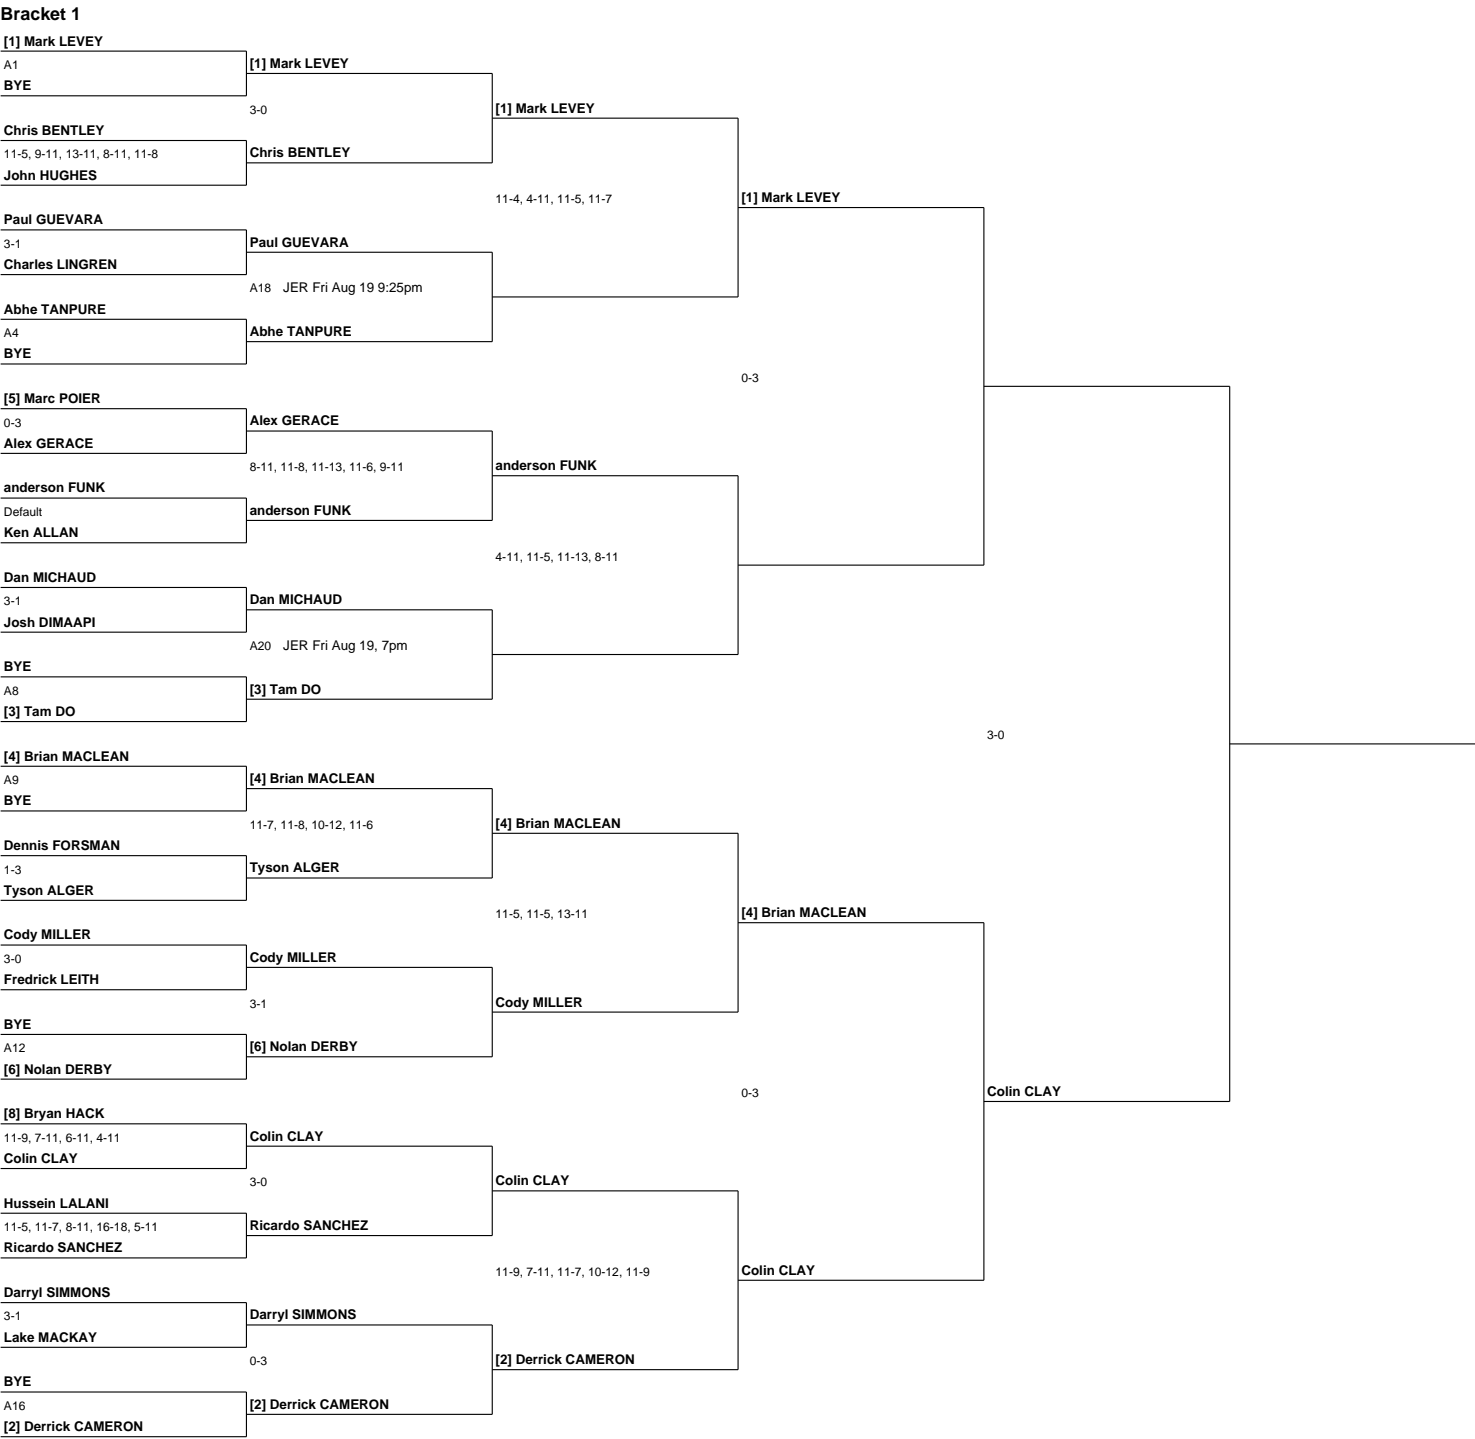 Bracket 1
[1] Mark LEVEY
A1
BYE
Chris BENTLEY
11-5, 9-11, 13-11, 8-11, 11-8
John HUGHES
Paul GUEVARA
3-1
Charles LINGREN
Abhe TANPURE
A4
BYE
[5] Marc POIER
0-3
Alex GERACE
anderson FUNK
Default
Ken ALLAN
Dan MICHAUD
3-1
Josh DIMAAPI
BYE
A8
[3] Tam DO
[4] Brian MACLEAN
A9
BYE
Dennis FORSMAN
1-3
Tyson ALGER
Cody MILLER
3-0
Fredrick LEITH
BYE
A12
[6] Nolan DERBY
[8] Bryan HACK
11-9, 7-11, 6-11, 4-11
Colin CLAY
Hussein LALANI
11-5, 11-7, 8-11, 16-18, 5-11
Ricardo SANCHEZ
Darryl SIMMONS
3-1
Lake MACKAY
BYE
A16
[2] Derrick CAMERON
[1] Mark LEVEY
3-0
Chris BENTLEY
Paul GUEVARA
A18 JER Fri Aug 19 9:25pm
Abhe TANPURE
Alex GERACE
8-11, 11-8, 11-13, 11-6, 9-11
anderson FUNK
Dan MICHAUD
A20 JER Fri Aug 19, 7pm
[3] Tam DO
[4] Brian MACLEAN
11-7, 11-8, 10-12, 11-6
Tyson ALGER
Cody MILLER
3-1
[6] Nolan DERBY
Colin CLAY
3-0
Ricardo SANCHEZ
Darryl SIMMONS
0-3
[2] Derrick CAMERON
[1] Mark LEVEY
11-4, 4-11, 11-5, 11-7
anderson FUNK
4-11, 11-5, 11-13, 8-11
[4] Brian MACLEAN
11-5, 11-5, 13-11
Cody MILLER
Colin CLAY
11-9, 7-11, 11-7, 10-12, 11-9
[2] Derrick CAMERON
[1] Mark LEVEY
0-3
[4] Brian MACLEAN
0-3
Colin CLAY
3-0
Colin CLAY